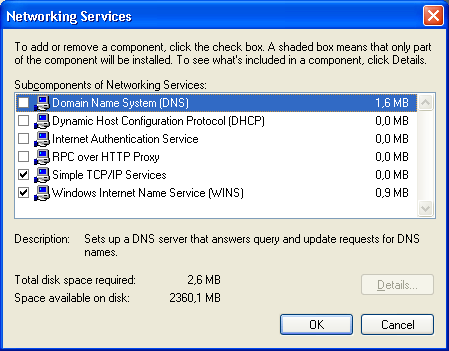 Networking Services
To add or remove a component, click the check box. A shaded box means that only part
of the component will be installed. To see what's included in a component, click Details.
Subcomponents of Networking Services:
Domain Name System (DNS) 1,6 MB
Dynamic Host Configuration Protocol (DHCP) 0,0 MB
Internet Authentication Service 0,0 MB
RPC over HTTP Proxy 0,0 MB
Simple TCP/IP Services 0,0 MB
Windows Internet Name Service (WINS) 0,9 MB
Description: Sets up a DNS server that answers query and update requests for DNS
names.
Total disk space required: 2,6 MB
Space available on disk: 2360,1 MB
Details...
OK Cancel